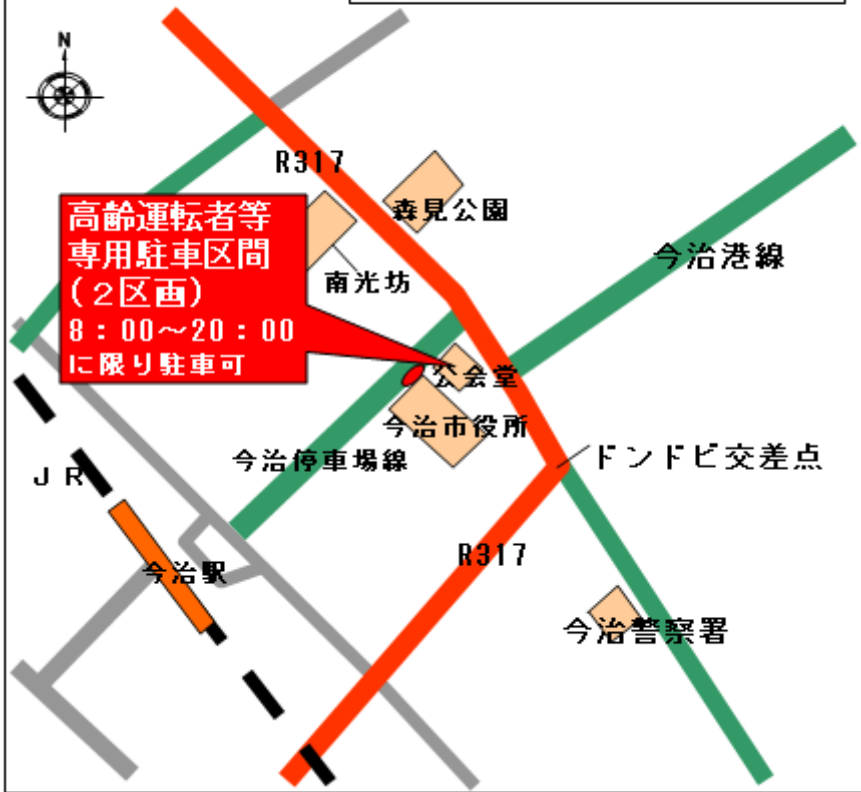 N
R317
森見公園
高齢運転者等
専用駐車区間
(2区画)
8:00～20:00
に限り駐車可
南光坊
今治港線
公会堂
今治市役所
今治停車場線
ドンドビ交差点
JR
R317
今治駅
今治警察署